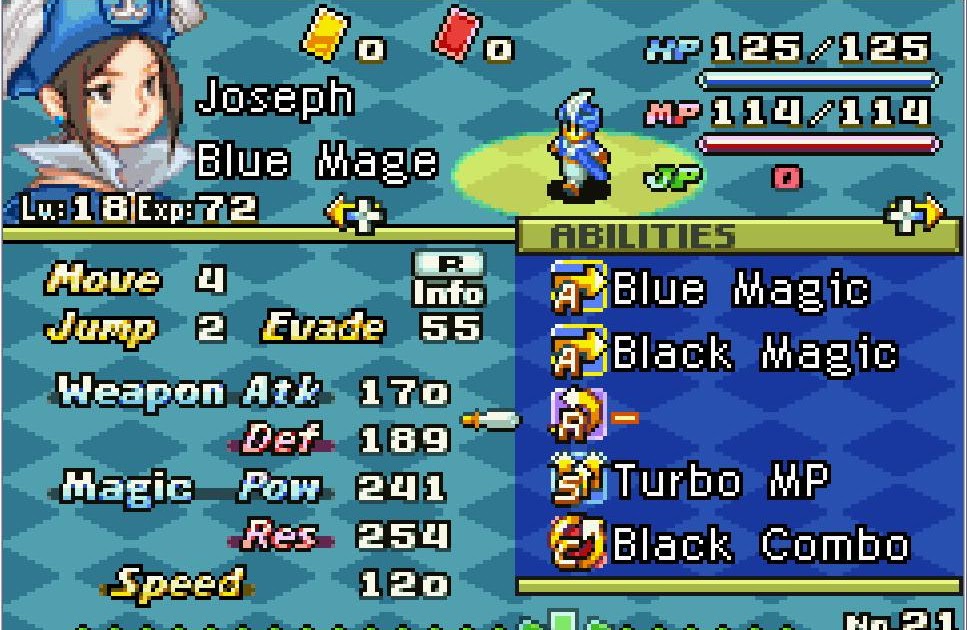 0 0
HP 125/125
Joseph
MP 114/114
Blue Mage
JP 0
Lv.18 Exp.72
ABILITIES
Move 4
R
Info
A Blue Magic
Jump 2 Evade 55
A Black Magic
Weapon Atk 170
R -
Def 189
Magic Pow 241
S Turbo MP
Res 254
C Black Combo
Speed 120
No.21